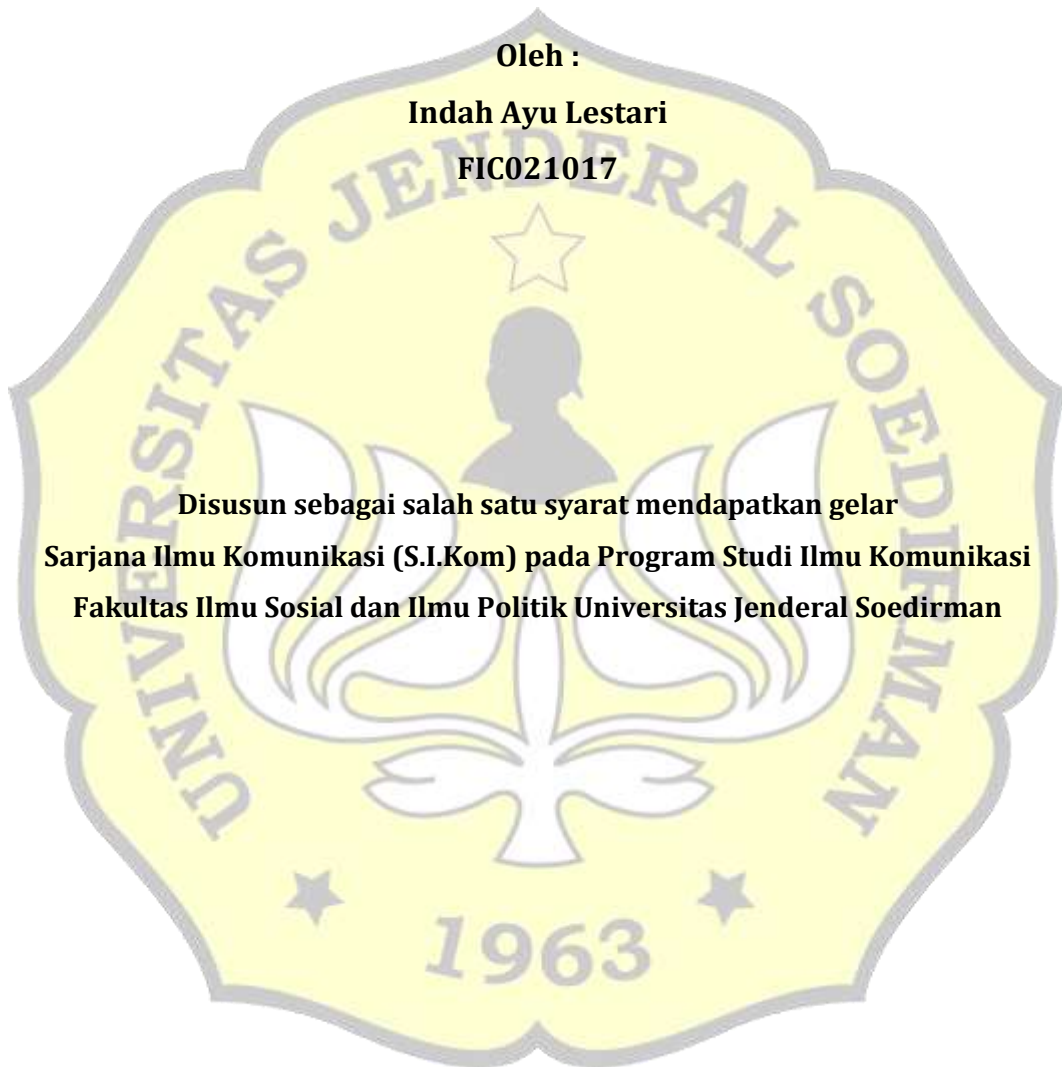 Oleh :
Indah Ayu Lestari
FIC021017
UNIVERSITAS JENDERAL SOEDIRMAN
Disusun sebagai salah satu syarat mendapatkan gelar
Sarjana Ilmu Komunikasi (S.I.Kom) pada Program Studi Ilmu Komunikasi
Fakultas Ilmu Sosial dan Ilmu Politik Universitas Jenderal Soedirman
1963